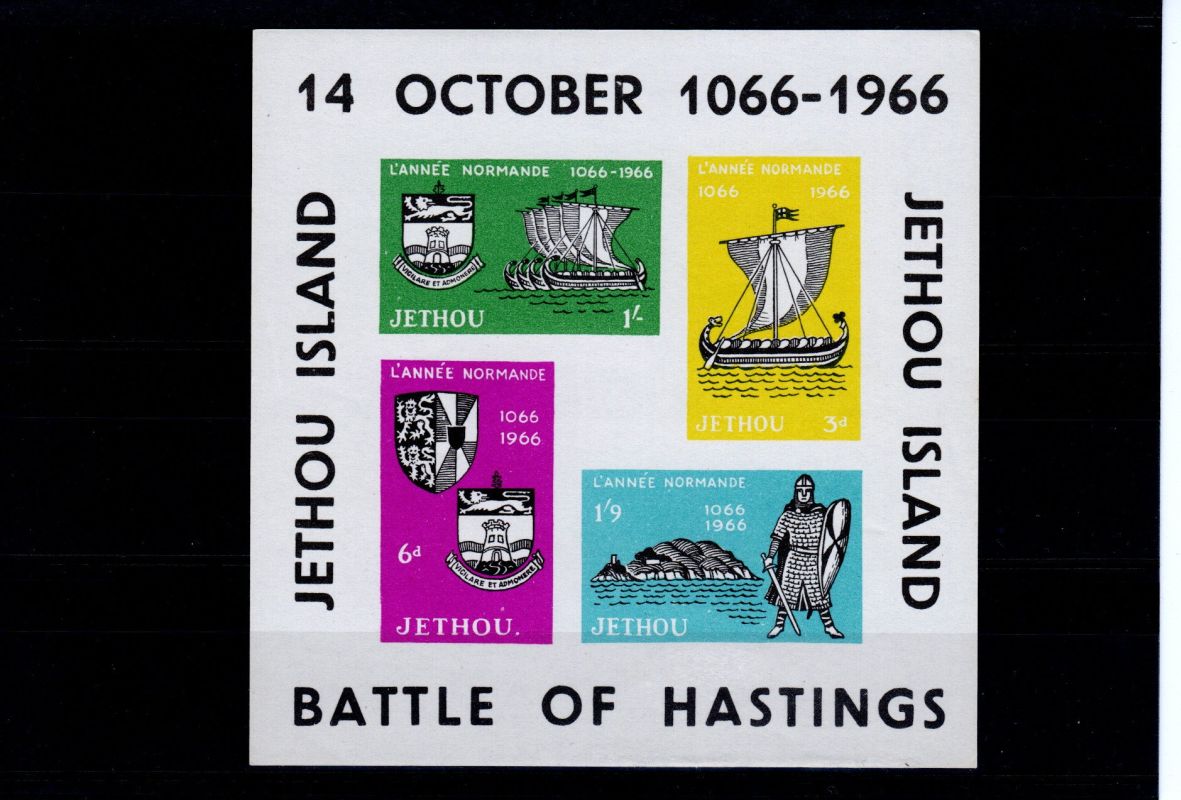 14 OCTOBER 1066-1966
JETHOU ISLAND
L'ANNÉE NORMANDE 1066-1966
VIGILARE ET ADMONERE
JETHOU 1/-
L'ANNÉE NORMANDE
1066 1966
JETHOU 3d
JETHOU ISLAND
L'ANNÉE NORMANDE
1066
1966
6d
VIGILARE ET ADMONERE
JETHOU.
L'ANNÉE NORMANDE
1/9 1066
1966
JETHOU
BATTLE OF HASTINGS